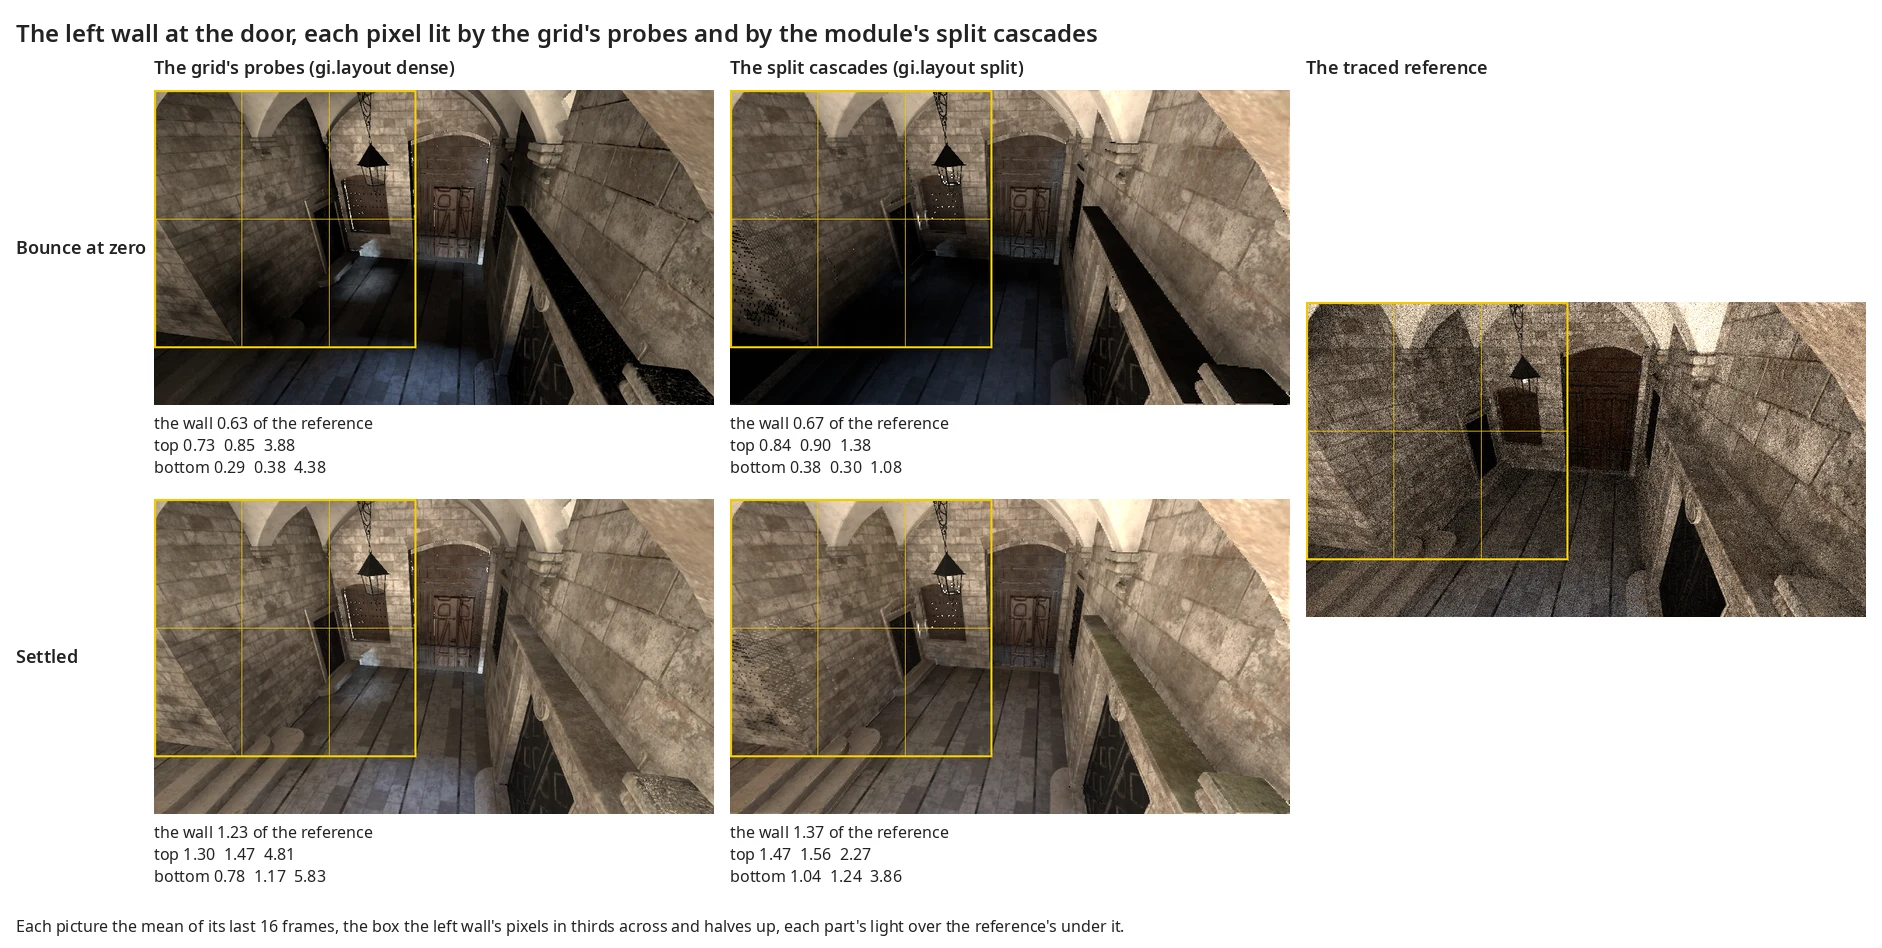 The left wall at the door, each pixel lit by the grid's probes and by the module's split cascades
The grid's probes (gi.layout dense)
The split cascades (gi.layout split)
The traced reference
Bounce at zero
the wall 0.63 of the reference
top 0.73 0.85 3.88
bottom 0.29 0.38 4.38
the wall 0.67 of the reference
top 0.84 0.90 1.38
bottom 0.38 0.30 1.08
Settled
the wall 1.23 of the reference
top 1.30 1.47 4.81
bottom 0.78 1.17 5.83
the wall 1.37 of the reference
top 1.47 1.56 2.27
bottom 1.04 1.24 3.86
Each picture the mean of its last 16 frames, the box the left wall's pixels in thirds across and halves up, each part's light over the reference's under it.